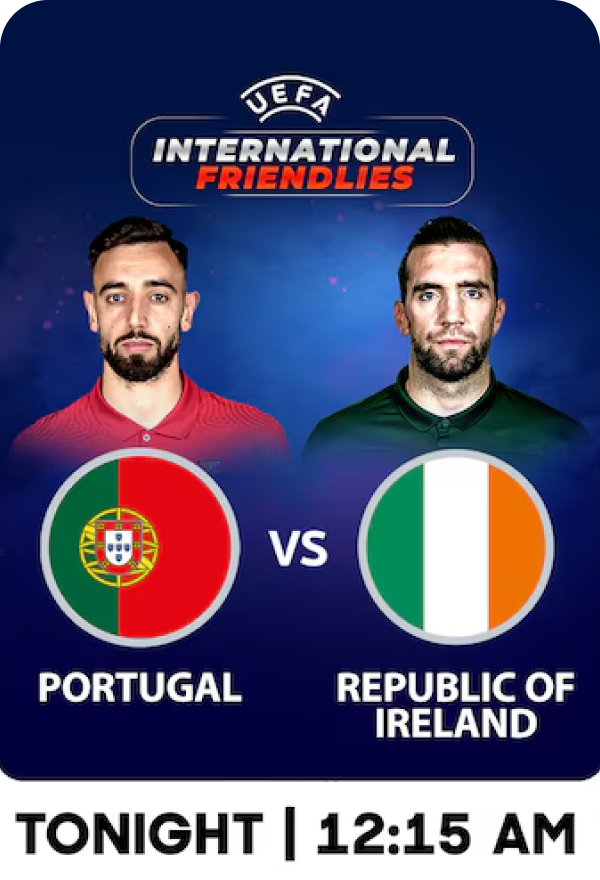 UEFA
INTERNATIONAL
FRIENDLIES
VS
PORTUGAL
REPUBLIC OF
IRELAND
TONIGHT | 12:15 AM